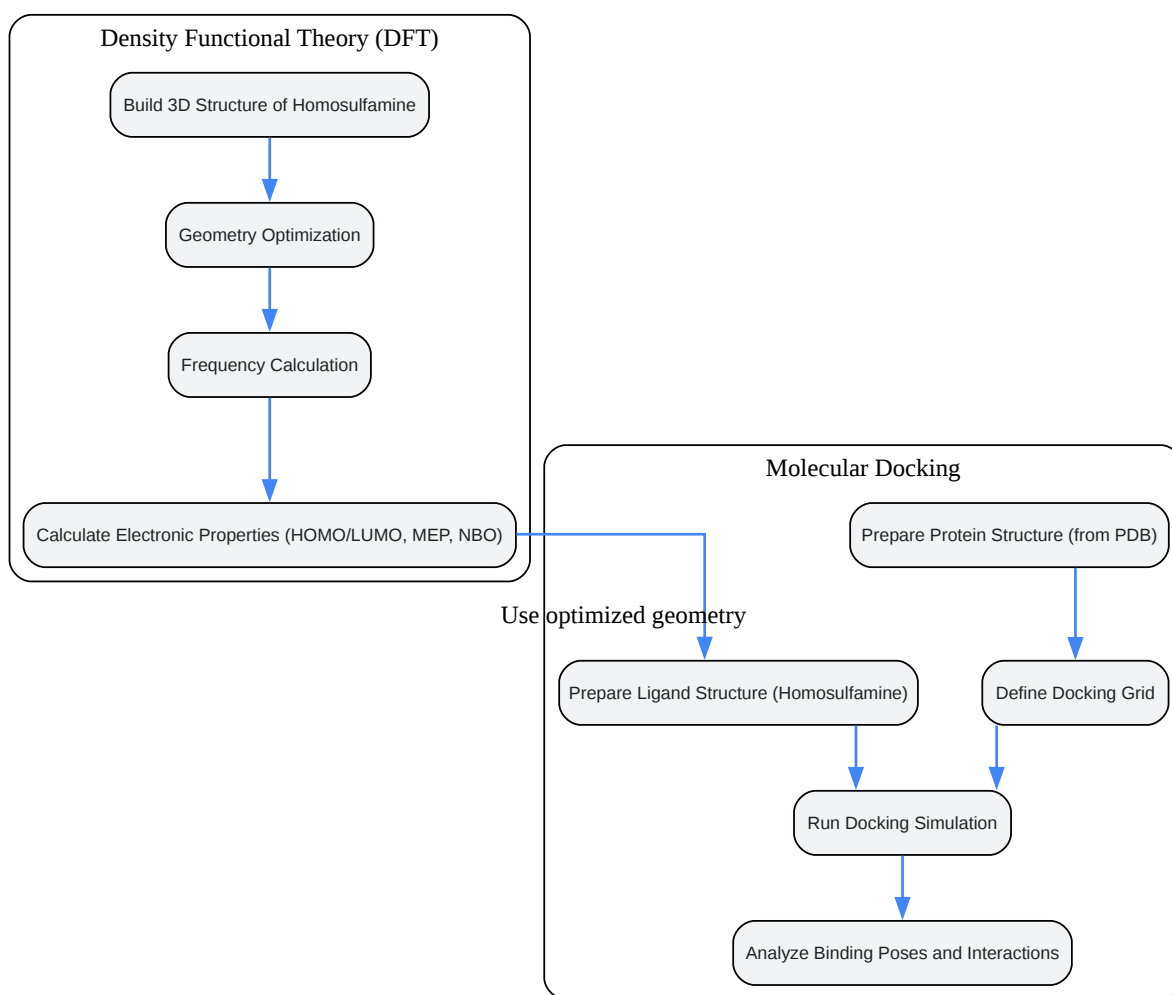 Density Functional Theory (DFT)
Build 3D Structure of Homosulfamine
Geometry Optimization
Frequency Calculation
Calculate Electronic Properties (HOMO/LUMO, MEP, NBO)
Molecular Docking
Prepare Protein Structure (from PDB)
Use optimized geometry
Prepare Ligand Structure (Homosulfamine)
Define Docking Grid
Run Docking Simulation
Analyze Binding Poses and Interactions